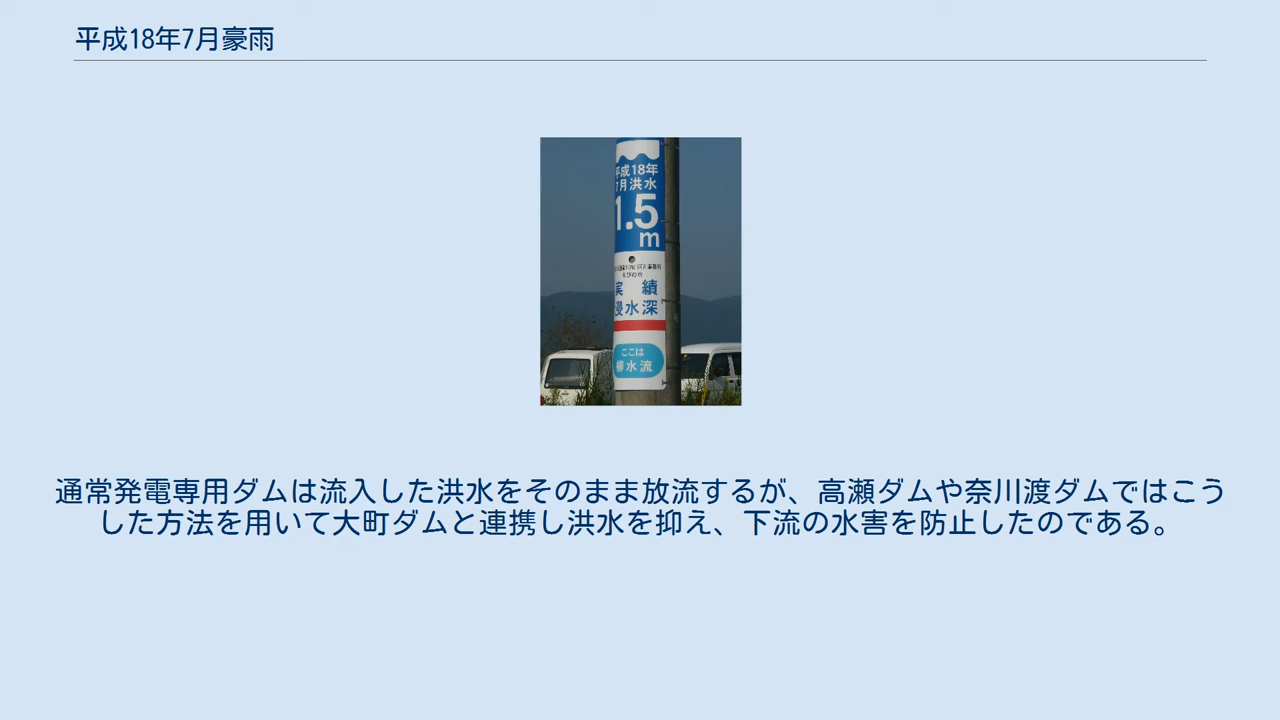 平成18年7月豪雨
平成18年
7月洪水
1.5
m
実績
浸水深
ここは
柳水流
通常発電専用ダムは流入した洪水をそのまま放流するが、高瀬ダムや奈川渡ダムではこう
した方法を用いて大町ダムと連携し洪水を抑え、下流の水害を防止したのである。